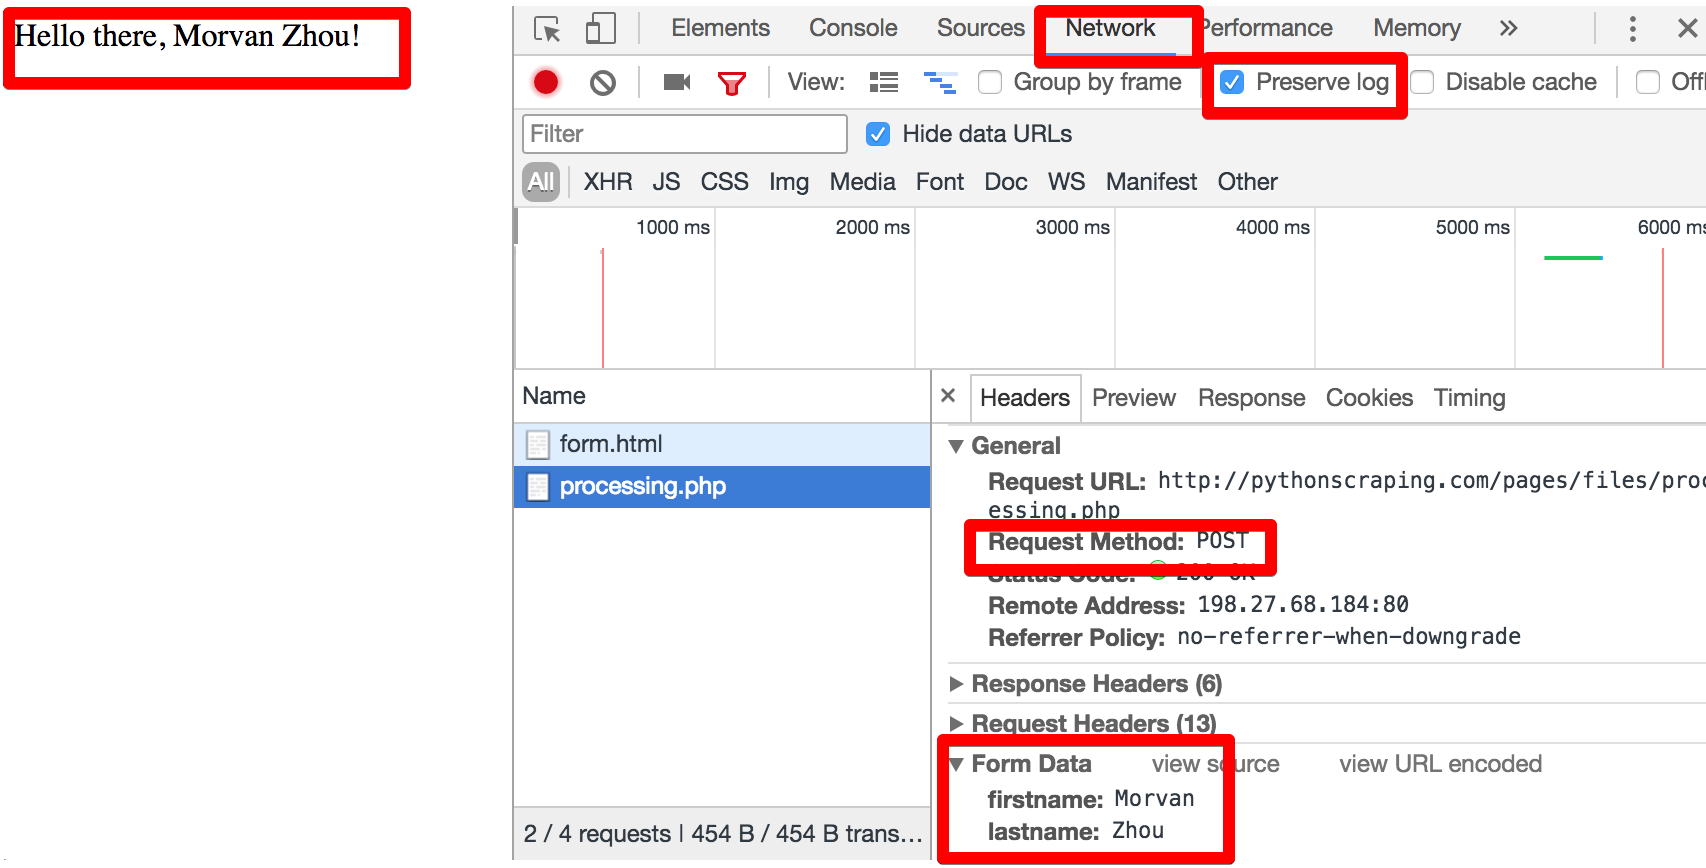 Hello there, Morvan Zhou!
Elements Console Sources Network Performance Memory »
View: Group by frame Preserve log Disable cache
Filter Hide data URLs
All XHR JS CSS Img Media Font Doc WS Manifest Other
1000 ms 2000 ms 3000 ms 4000 ms 5000 ms 6000 ms
Name
form.html
processing.php
2 / 4 requests | 454 B / 454 B trans…
× Headers Preview Response Cookies Timing
General
Request URL: http://pythonscraping.com/pages/files/proc
essing.php
Request Method: POST
Status Code: 200 OK
Remote Address: 198.27.68.184:80
Referrer Policy: no-referrer-when-downgrade
Response Headers (6)
Request Headers (13)
Form Data view source view URL encoded
firstname: Morvan
lastname: Zhou